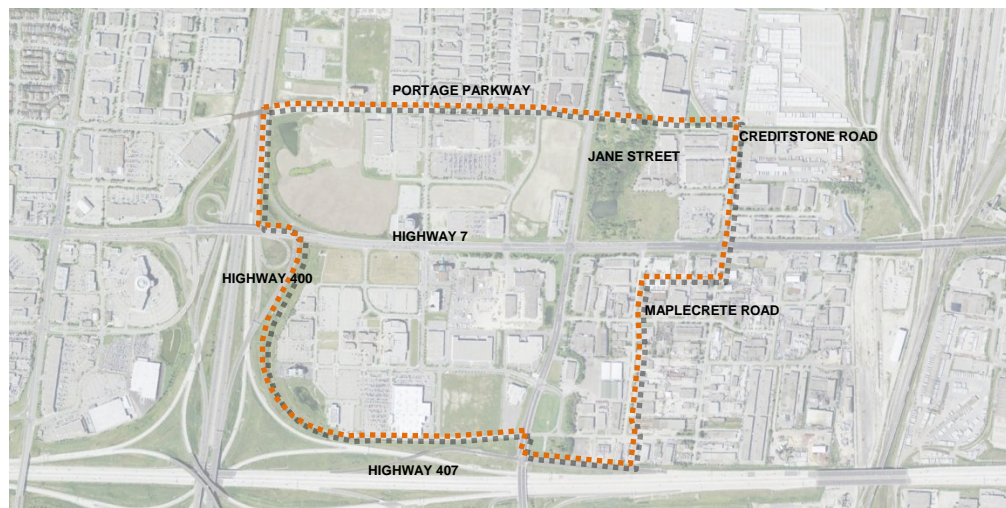 PORTAGE PARKWAY
CREDITSTONE ROAD
JANE STREET
HIGHWAY 7
HIGHWAY 400
MAPLECRETE ROAD
HIGHWAY 407